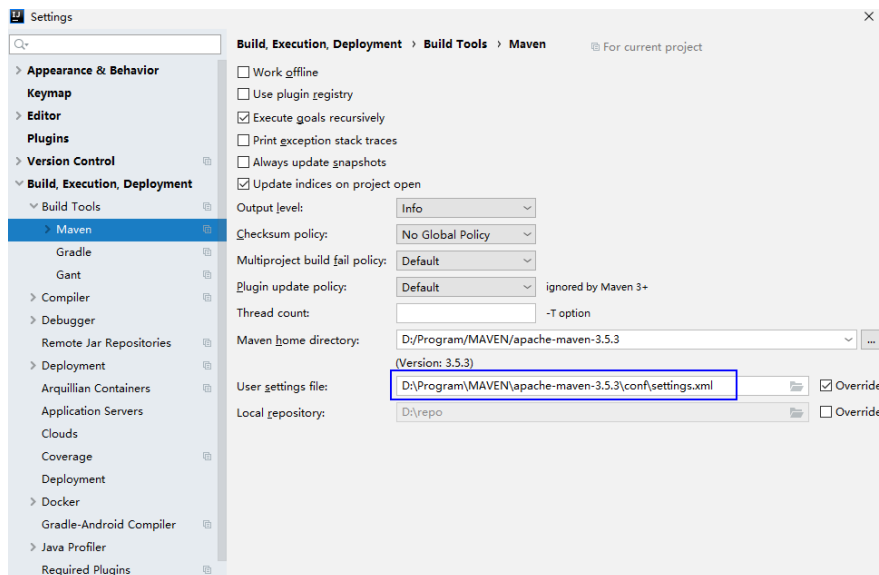 Settings
Appearance & Behavior
Keymap
Editor
Plugins
Version Control
Build, Execution, Deployment
Build Tools
Maven
Gradle
Gant
Compiler
Debugger
Remote Jar Repositories
Deployment
Arquillian Containers
Application Servers
Clouds
Coverage
Deployment
Docker
Gradle-Android Compiler
Java Profiler
Required Plugins
Build, Execution, Deployment › Build Tools › Maven For current project
Work offline
Use plugin registry
Execute goals recursively
Print exception stack traces
Always update snapshots
Update indices on project open
Output level: Info
Checksum policy: No Global Policy
Multiproject build fail policy: Default
Plugin update policy: Default ignored by Maven 3+
Thread count: -T option
Maven home directory: D:/Program/MAVEN/apache-maven-3.5.3 ...
(Version: 3.5.3)
User settings file: D:\Program\MAVEN\apache-maven-3.5.3\conf\settings.xml Override
Local repository: D:\repo Override